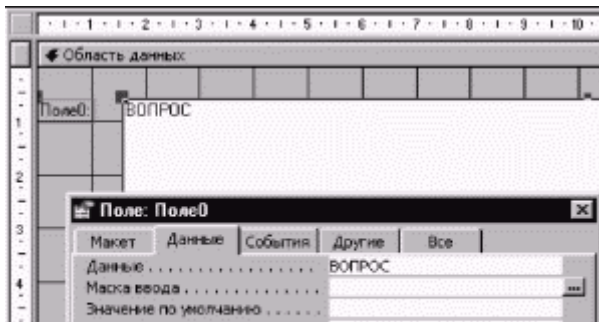 1 2 3 4 5 6 7 8 9 10
Область данных
Поле0: ВОПРОС
1
2
3
4
Поле: Поле0
Макет Данные События Другие Все
Данные . . . . . . . . . . . . . . . . . ВОПРОС
Маска ввода . . . . . . . . . . . . . ...
Значение по умолчанию . . . . . .